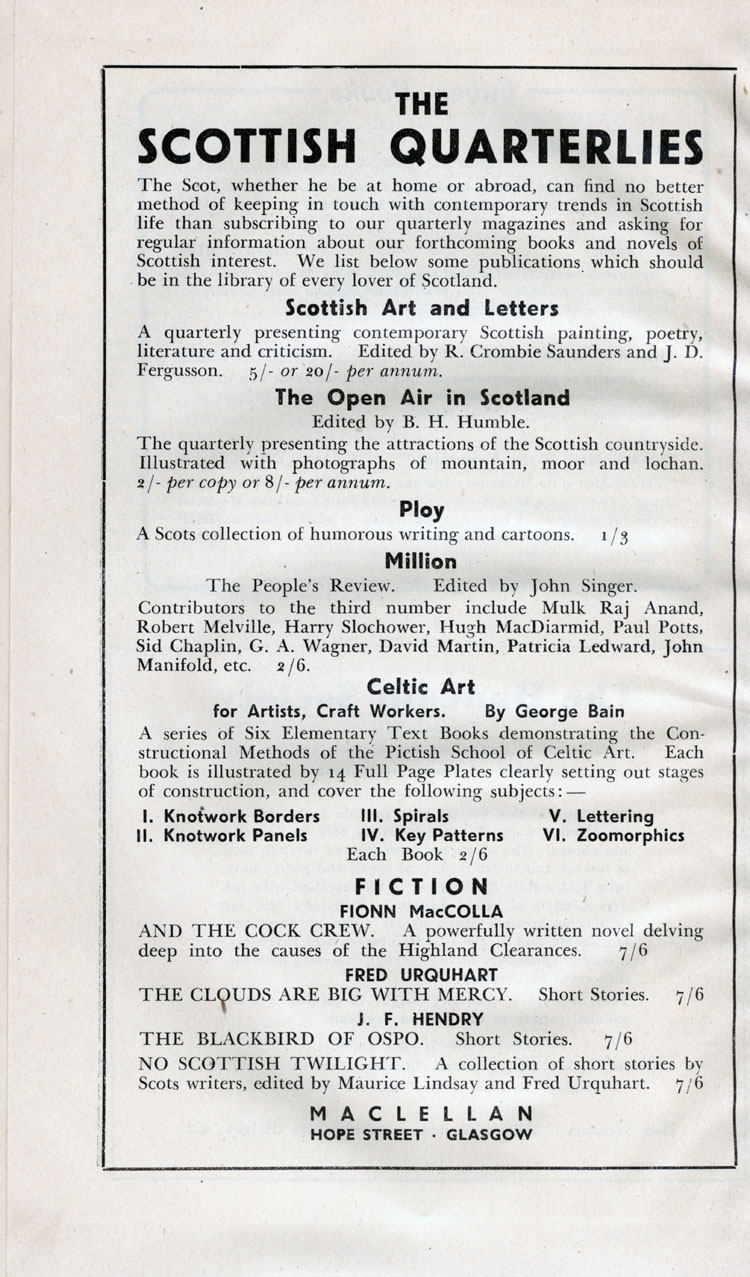 THE
SCOTTISH QUARTERLIES
The Scot, whether he be at home or abroad, can find no better
method of keeping in touch with contemporary trends in Scottish
life than subscribing to our quarterly magazines and asking for
regular information about our forthcoming books and novels of
Scottish interest. We list below some publications which should
be in the library of every lover of Scotland.
Scottish Art and Letters
A quarterly presenting contemporary Scottish painting, poetry,
literature and criticism. Edited by R. Crombie Saunders and J. D.
Fergusson. 5/- or 20/- per annum.
The Open Air in Scotland
Edited by B. H. Humble.
The quarterly presenting the attractions of the Scottish countryside.
Illustrated with photographs of mountain, moor and lochan.
2/- per copy or 8/- per annum.
Ploy
A Scots collection of humorous writing and cartoons. 1/3
Million
The People's Review. Edited by John Singer.
Contributors to the third number include Mulk Raj Anand,
Robert Melville, Harry Slochower, Hugh MacDiarmid, Paul Potts,
Sid Chaplin, G. A. Wagner, David Martin, Patricia Ledward, John
Manifold, etc. 2/6.
Celtic Art
for Artists, Craft Workers. By George Bain
A series of Six Elementary Text Books demonstrating the Con-
structional Methods of the Pictish School of Celtic Art. Each
book is illustrated by 14 Full Page Plates clearly setting out stages
of construction, and cover the following subjects:—
I. Knotwork Borders III. Spirals V. Lettering
II. Knotwork Panels IV. Key Patterns VI. Zoomorphics
Each Book 2/6
FICTION
FIONN MacCOLLA
AND THE COCK CREW. A powerfully written novel delving
deep into the causes of the Highland Clearances. 7/6
FRED URQUHART
THE CLOUDS ARE BIG WITH MERCY. Short Stories. 7/6
J. F. HENDRY
THE BLACKBIRD OF OSPO. Short Stories. 7/6
NO SCOTTISH TWILIGHT. A collection of short stories by
Scots writers, edited by Maurice Lindsay and Fred Urquhart. 7/6
MACLELLAN
HOPE STREET · GLASGOW